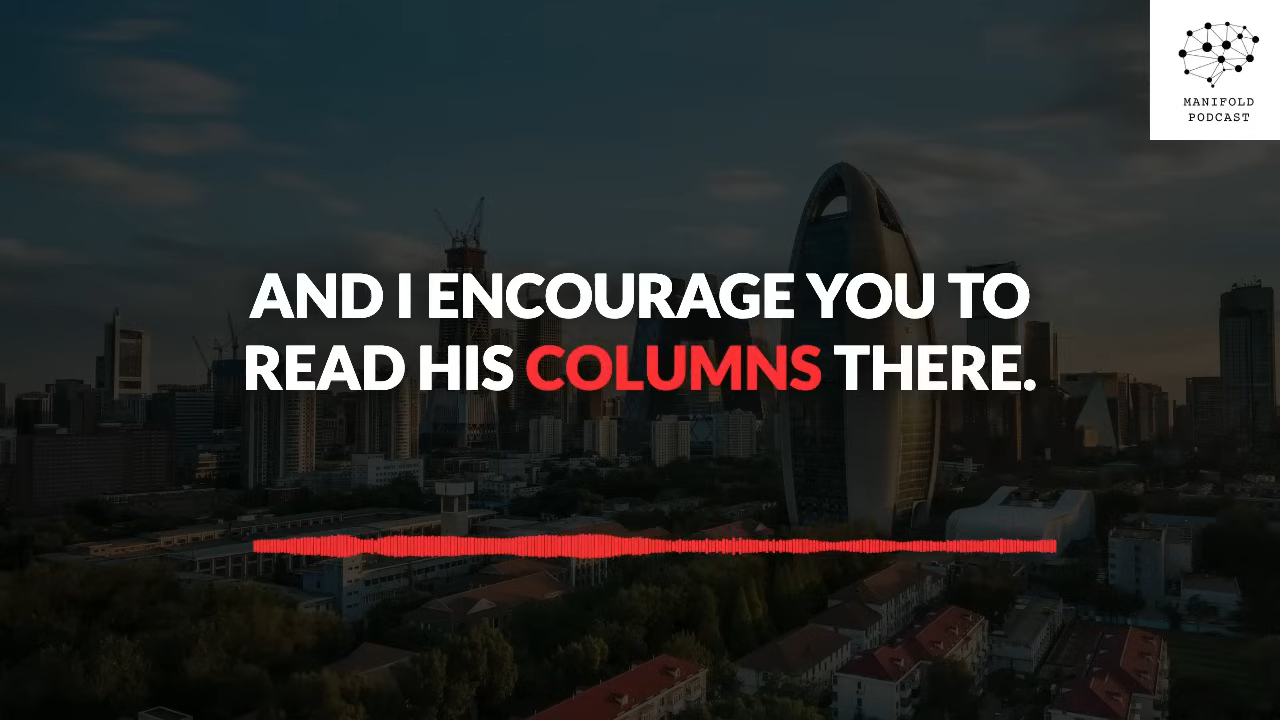 MANIFOLD
PODCAST
AND I ENCOURAGE YOU TO
READ HIS COLUMNS THERE.